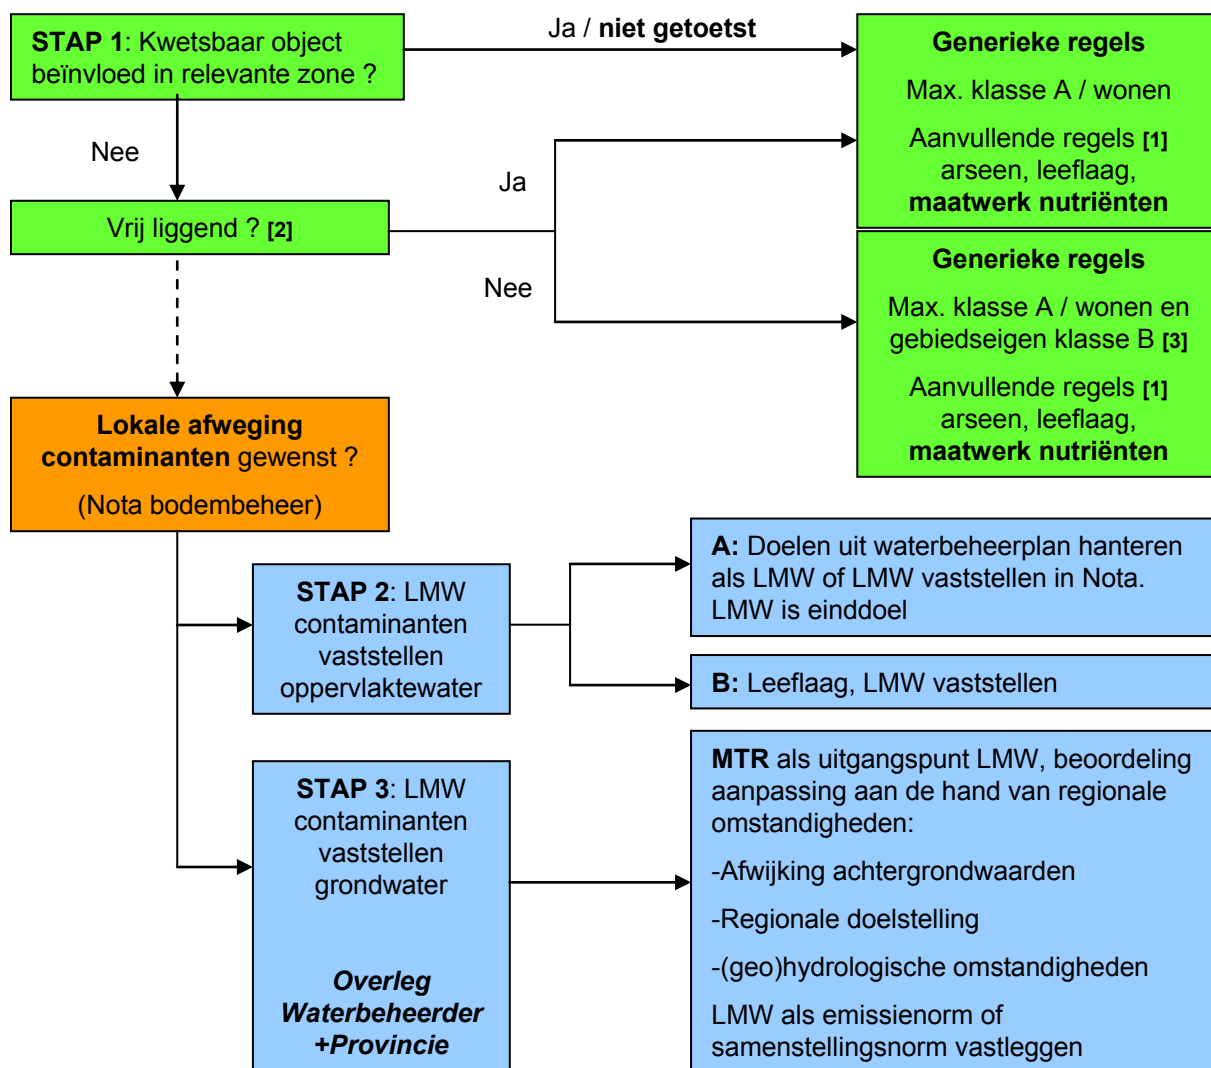 STAP 1: Kwetsbaar object
beïnvloed in relevante zone ?
Ja / niet getoetst
Generieke regels
Max. klasse A / wonen
Aanvullende regels [1]
arseen, leeflaag,
maatwerk nutriënten
Nee
Ja
Vrij liggend ? [2]
Nee
Generieke regels
Max. klasse A / wonen en
gebiedseigen klasse B [3]
Aanvullende regels [1]
arseen, leeflaag,
maatwerk nutriënten
Lokale afweging
contaminanten gewenst ?
(Nota bodembeheer)
STAP 2: LMW
contaminanten
vaststellen
oppervlaktewater
A: Doelen uit waterbeheerplan hanteren
als LMW of LMW vaststellen in Nota.
LMW is einddoel
B: Leeflaag, LMW vaststellen
STAP 3: LMW
contaminanten
vaststellen
grondwater
Overleg
Waterbeheerder
+Provincie
MTR als uitgangspunt LMW, beoordeling
aanpassing aan de hand van regionale
omstandigheden:
-Afwijking achtergrondwaarden
-Regionale doelstelling
-(geo)hydrologische omstandigheden
LMW als emissienorm of
samenstellingsnorm vastleggen